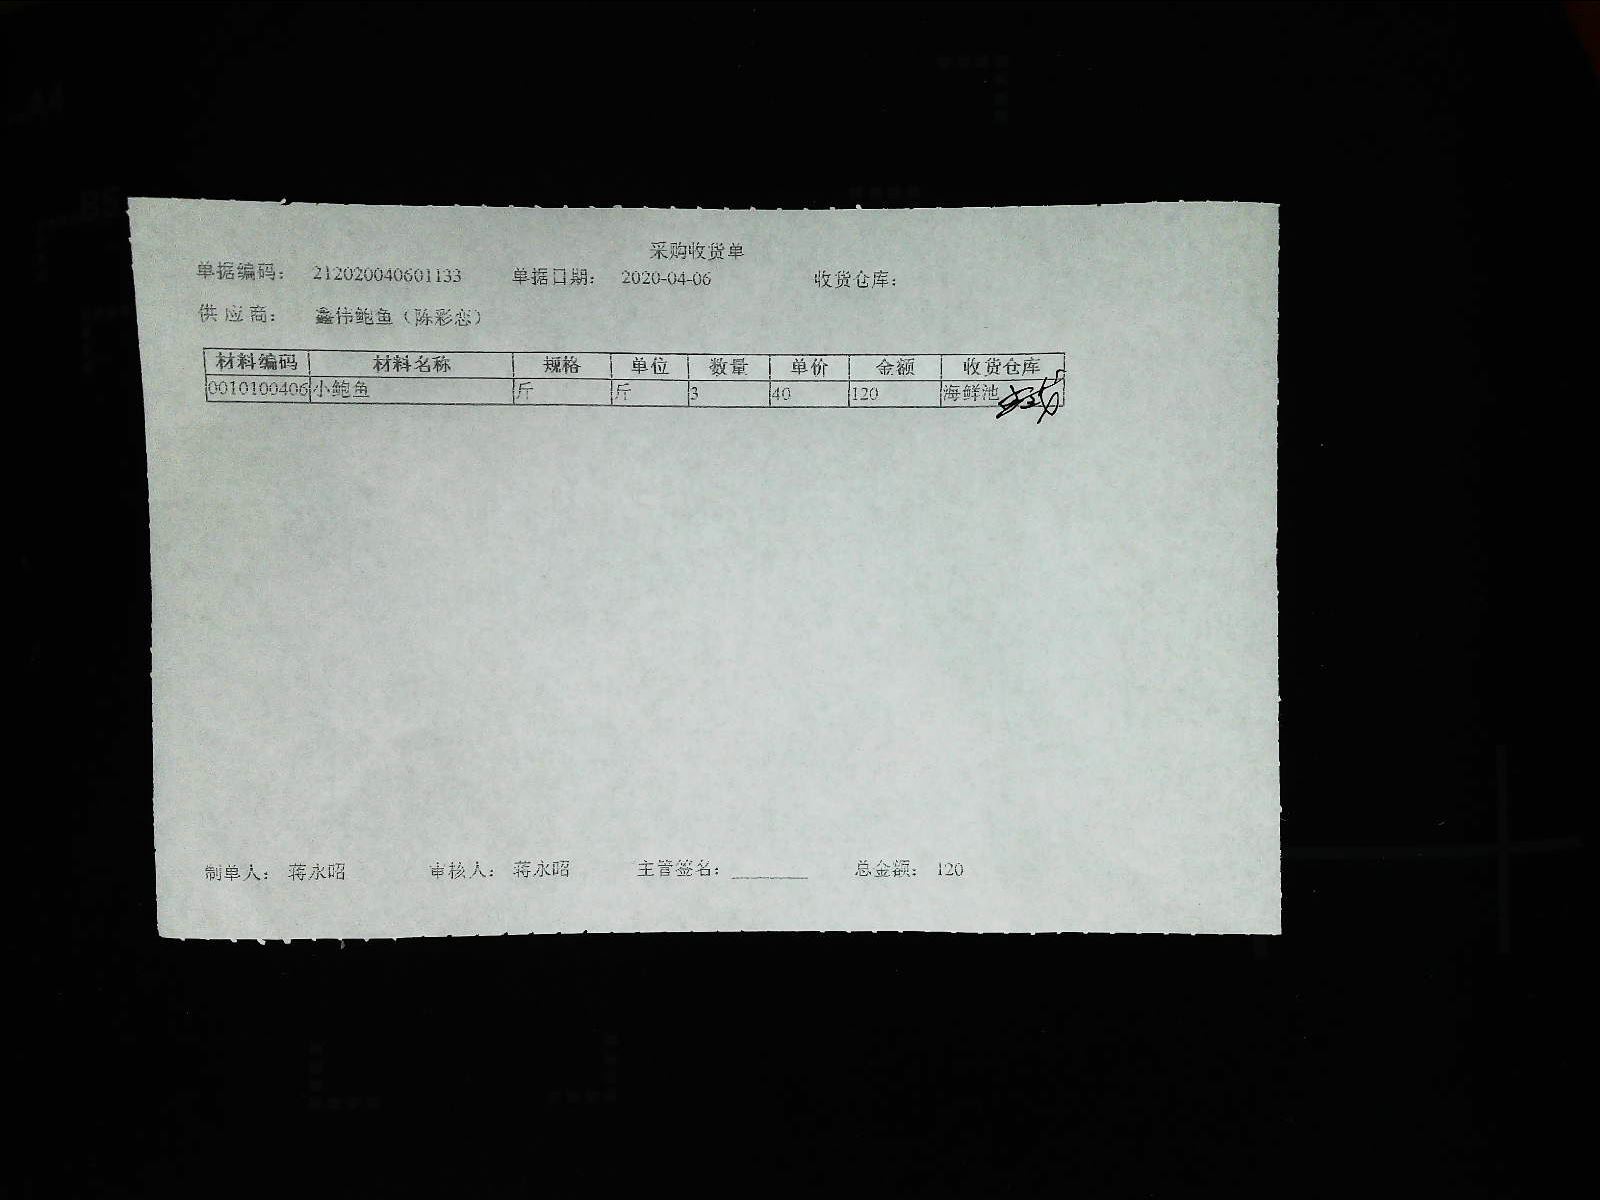 采购收货单
单据编码： 212020040601133 单据日期： 2020-04-06 收货仓库：
供应商： 鑫伟鲍鱼（陈彩恋）
材料编码 材料名称 规格 单位 数量 单价 金额 收货仓库
0010100406 小鲍鱼 斤 斤 3 40 120 海鲜池
制单人： 蒋永昭 审核人： 蒋永昭 主管签名： 总金额： 120